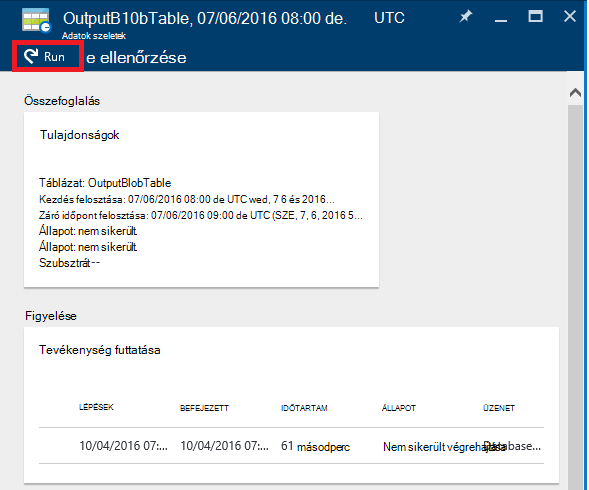 OutputB10bTable, 07/06/2016 08:00 de. UTC
Adatok szeletek
Run e ellenőrzése
Összefoglalás
Tulajdonságok
Táblázat: OutputBlobTable
Kezdés felosztása: 07/06/2016 08:00 de UTC wed, 7 6 és 2016...
Záró időpont felosztása: 07/06/2016 09:00 de UTC (SZE, 7, 6, 2016 5...
Állapot: nem sikerült.
Állapot: nem sikerült.
Szubsztrát--
Figyelése
Tevékenység futtatása
LÉPÉSEK BEFEJEZETT IDŐTARTAM ÁLLAPOT ÜZENET
10/04/2016 07:... 10/04/2016 07:... 61 másodperc Nem sikerült végrehajtása Database...